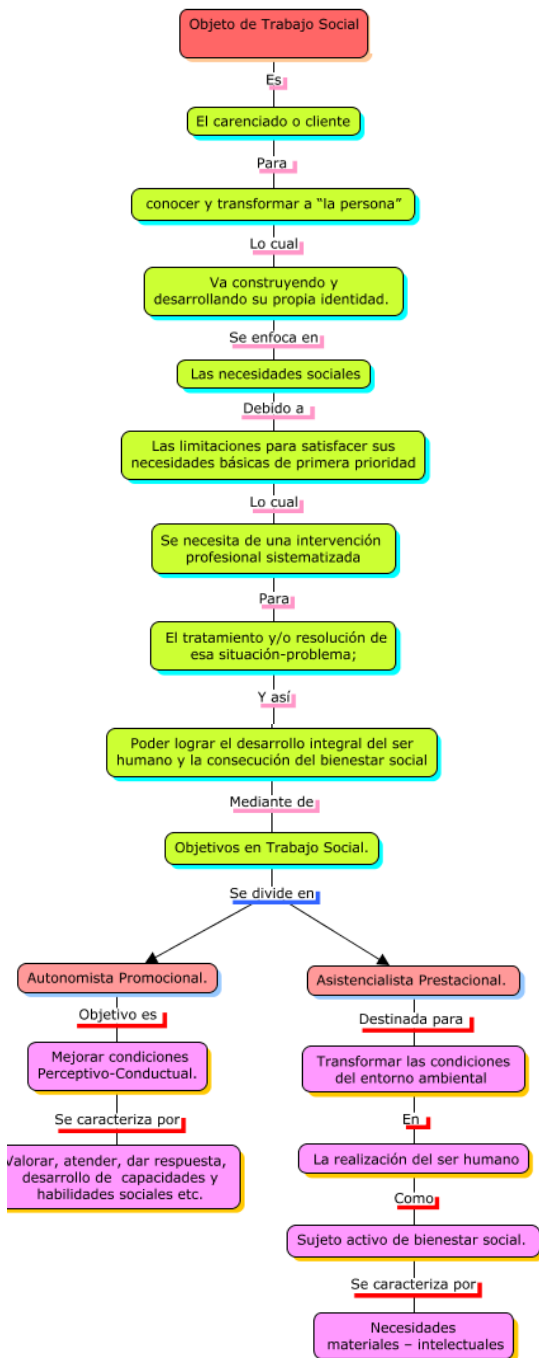 Objeto de Trabajo Social
Es
El carenciado o cliente
Para
conocer y transformar a “la persona”
Lo cual
Va construyendo y
desarrollando su propia identidad.
Se enfoca en
Las necesidades sociales
Debido a
Las limitaciones para satisfacer sus
necesidades básicas de primera prioridad
Lo cual
Se necesita de una intervención
profesional sistematizada
Para
El tratamiento y/o resolución de
esa situación-problema;
Y así
Poder lograr el desarrollo integral del ser
humano y la consecución del bienestar social
Mediante de
Objetivos en Trabajo Social.
Se divide en
Autonomista Promocional.
Objetivo es
Mejorar condiciones
Perceptivo-Conductual.
Se caracteriza por
Valorar, atender, dar respuesta,
desarrollo de capacidades y
habilidades sociales etc.
Asistencialista Prestacional.
Destinada para
Transformar las condiciones
del entorno ambiental
En
La realización del ser humano
Como
Sujeto activo de bienestar social.
Se caracteriza por
Necesidades
materiales – intelectuales